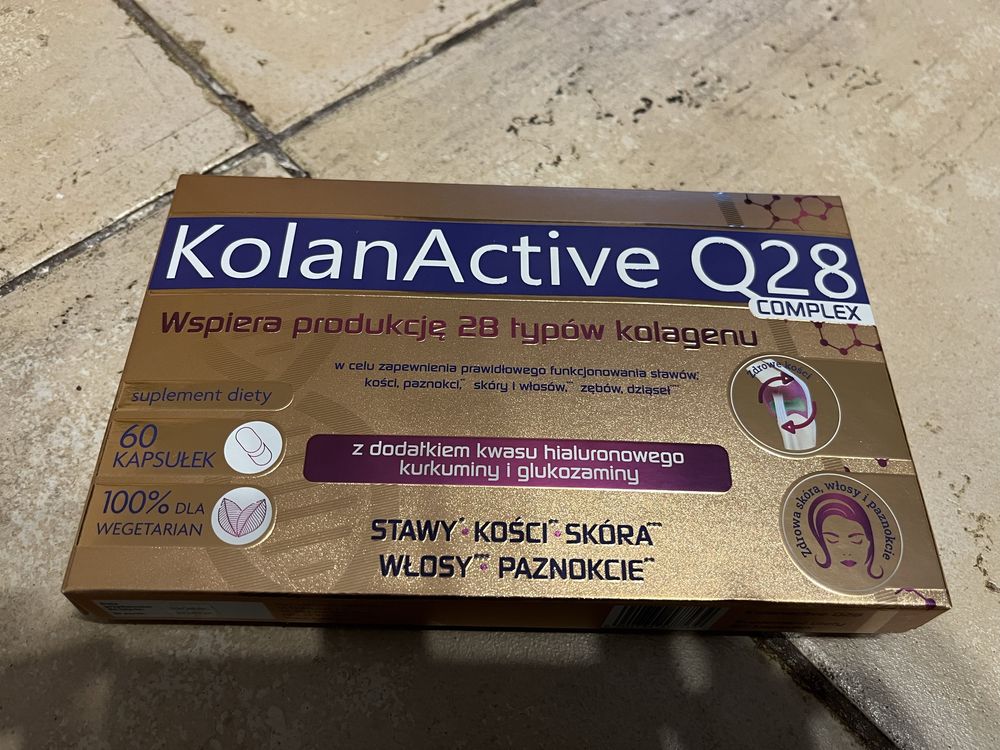 KolanActive Q28
COMPLEX
Wspiera produkcję 28 typów kolagenu
w celu zapewnienia prawidłowego funkcjonowania stawów,*
kości, paznokci,** skóry i włosów,*** zębów, dziąseł****
suplement diety
60
KAPSUŁEK
100% DLA
WEGETARIAN
z dodatkiem kwasu hialuronowego
kurkuminy i glukozaminy
STAWY* • KOŚCI** • SKÓRA****
WŁOSY**** • PAZNOKCIE***
Zdrowe kości
Zdrowa skóra, włosy i paznokcie